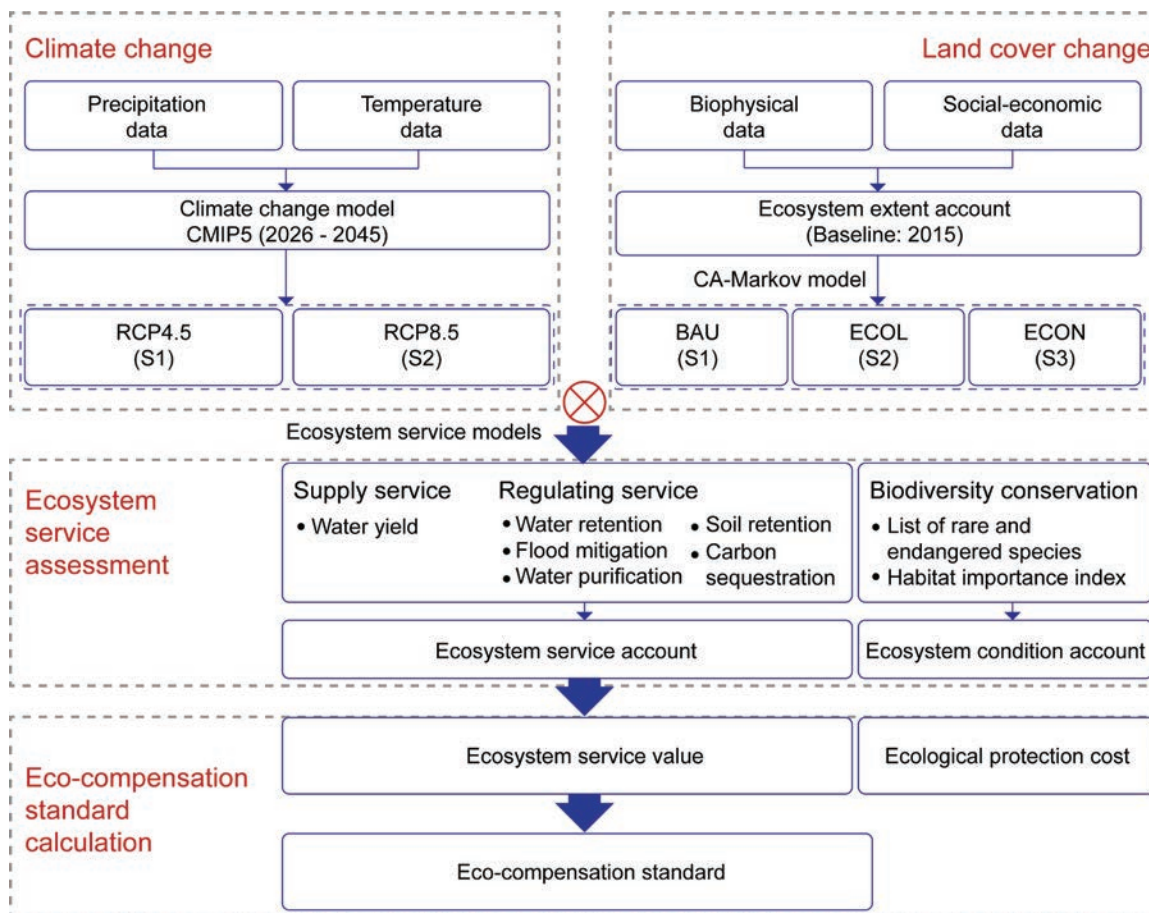 Climate change
Precipitation
data
Temperature
data
Climate change model
CMIP5 (2026 - 2045)
RCP4.5
(S1)
RCP8.5
(S2)
Land cover change
Biophysical
data
Social-economic
data
Ecosystem extent account
(Baseline: 2015)
CA-Markov model
BAU
(S1)
ECOL
(S2)
ECON
(S3)
Ecosystem service models
Ecosystem
service
assessment
Supply service
• Water yield
Regulating service
• Water retention
• Flood mitigation
• Water purification
• Soil retention
• Carbon
sequestration
Biodiversity conservation
• List of rare and
endangered species
• Habitat importance index
Ecosystem service account
Ecosystem condition account
Eco-compensation
standard
calculation
Ecosystem service value
Ecological protection cost
Eco-compensation standard